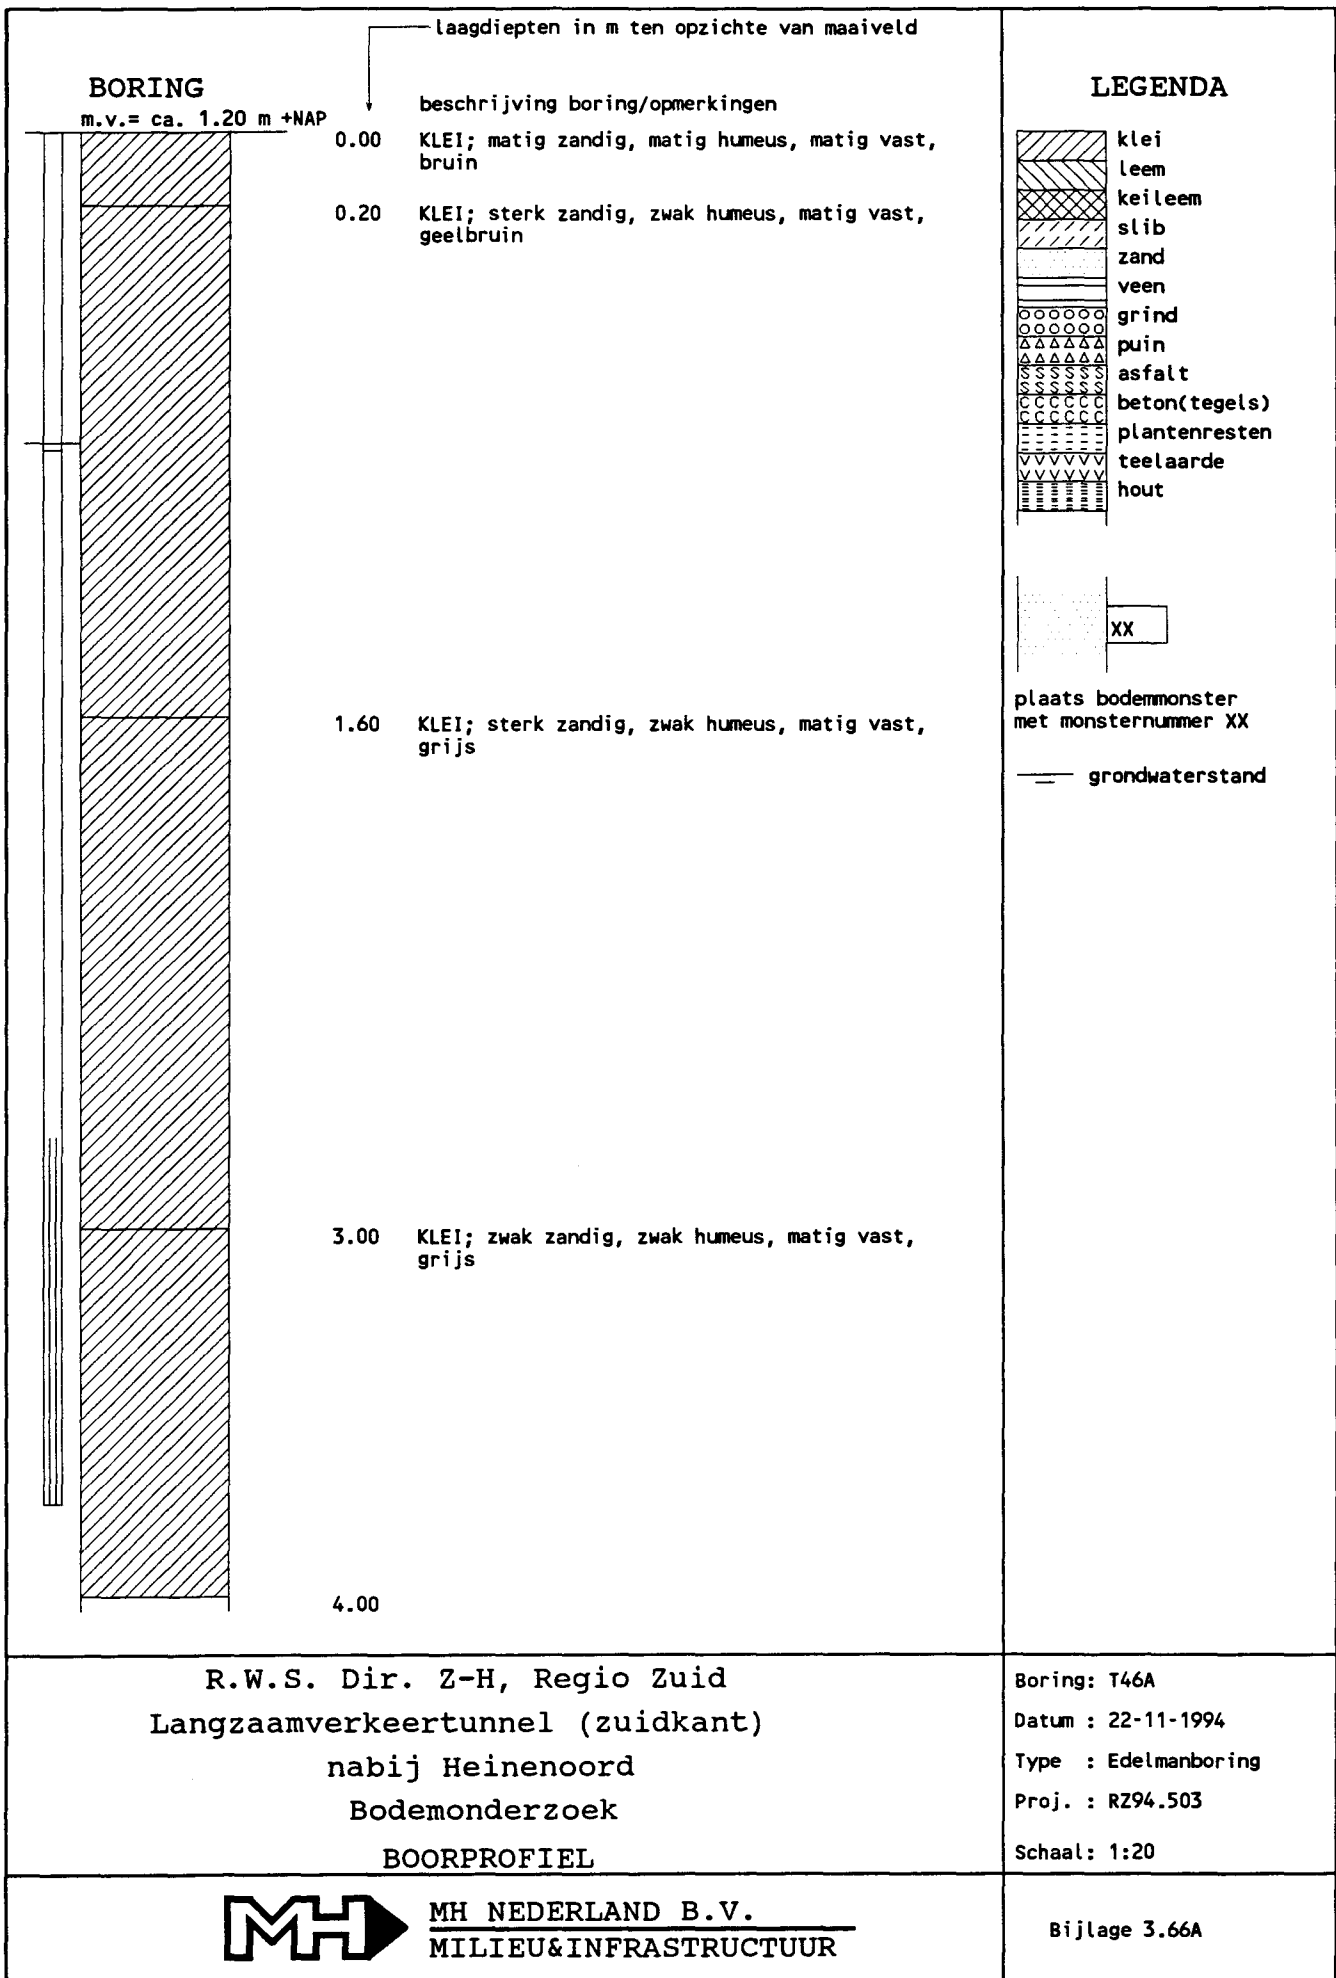 laagdiepten in m ten opzichte van maaiveld
BORING
m.v.= ca. 1.20 m +NAP
beschrijving boring/opmerkingen
0.00 KLEI; matig zandig, matig humeus, matig vast,
bruin
0.20 KLEI; sterk zandig, zwak humeus, matig vast,
geelbruin
1.60 KLEI; sterk zandig, zwak humeus, matig vast,
grijs
3.00 KLEI; zwak zandig, zwak humeus, matig vast,
grijs
4.00
LEGENDA
klei
leem
keileem
slib
zand
veen
grind
puin
asfalt
beton(tegels)
plantenresten
teelaarde
hout
XX
plaats bodemmonster
met monsternummer XX
grondwaterstand
R.W.S. Dir. Z-H, Regio Zuid
Langzaamverkeertunnel (zuidkant)
nabij Heinenoord
Bodemonderzoek
BOORPROFIEL
Boring: T46A
Datum : 22-11-1994
Type : Edelmanboring
Proj. : RZ94.503
Schaal: 1:20
MH
MH NEDERLAND B.V.
MILIEU&INFRASTRUCTUUR
Bijlage 3.66A